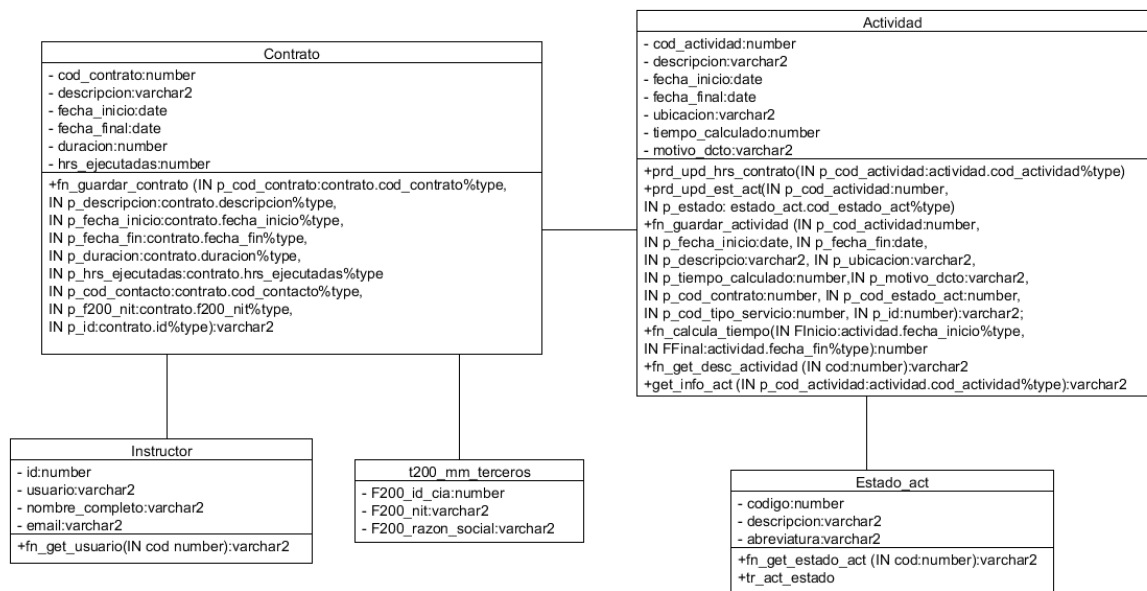 Contrato
- cod_contrato:number
- descripcion:varchar2
- fecha_inicio:date
- fecha_final:date
- duracion:number
- hrs_ejecutadas:number
+fn_guardar_contrato (IN p_cod_contrato:contrato.cod_contrato%type,
IN p_descripcion:contrato.descripcion%type,
IN p_fecha_inicio:contrato.fecha_inicio%type,
IN p_fecha_fin:contrato.fecha_fin%type,
IN p_duracion:contrato.duracion%type,
IN p_hrs_ejecutadas:contrato.hrs_ejecutadas%type
IN p_cod_contacto:contrato.cod_contacto%type,
IN p_f200_nit:contrato.f200_nit%type,
IN p_id:contrato.id%type):varchar2
Actividad
- cod_actividad:number
- descripcion:varchar2
- fecha_inicio:date
- fecha_final:date
- ubicacion:varchar2
- tiempo_calculado:number
- motivo_dcto:varchar2
+prd_upd_hrs_contrato(IN p_cod_actividad:actividad.cod_actividad%type)
+prd_upd_est_act(IN p_cod_actividad:number,
IN p_estado: estado_act.cod_estado_act%type)
+fn_guardar_actividad (IN p_cod_actividad:number,
IN p_fecha_inicio:date, IN p_fecha_fin:date,
IN p_descripcio:varchar2, IN p_ubicacion:varchar2,
IN p_tiempo_calculado:number,IN p_motivo_dcto:varchar2,
IN p_cod_contrato:number, IN p_cod_estado_act:number,
IN p_cod_tipo_servicio:number, IN p_id:number):varchar2;
+fn_calcula_tiempo(IN FInicio:actividad.fecha_inicio%type,
IN FFinal:actividad.fecha_fin%type):number
+fn_get_desc_actividad (IN cod:number):varchar2
+get_info_act (IN p_cod_actividad:actividad.cod_actividad%type):varchar2
Instructor
- id:number
- usuario:varchar2
- nombre_completo:varchar2
- email:varchar2
+fn_get_usuario(IN cod number):varchar2
t200_mm_terceros
- F200_id_cia:number
- F200_nit:varchar2
- F200_razon_social:varchar2
Estado_act
- codigo:number
- descripcion:varchar2
- abreviatura:varchar2
+fn_get_estado_act (IN cod:number):varchar2
+tr_act_estado